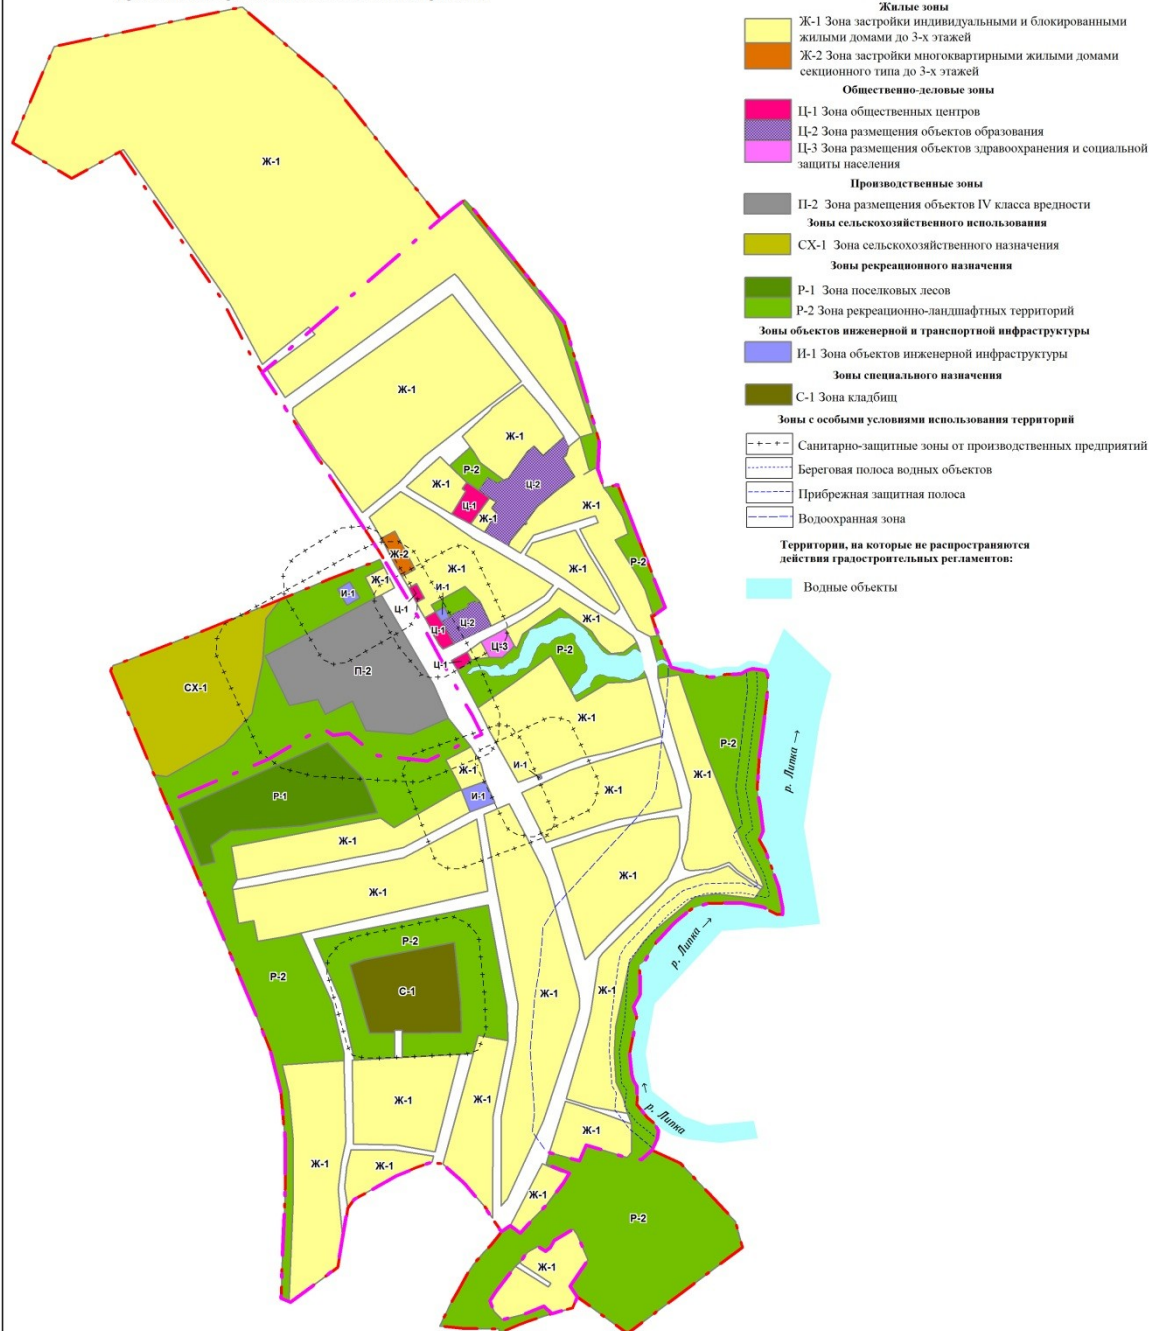 Жилые зоны
Ж-1 Зона застройки индивидуальными и блокированными
жилыми домами до 3-х этажей
Ж-2 Зона застройки многоквартирными жилыми домами
секционного типа до 3-х этажей
Общественно-деловые зоны
Ц-1 Зона общественных центров
Ц-2 Зона размещения объектов образования
Ц-3 Зона размещения объектов здравоохранения и социальной
защиты населения
Производственные зоны
П-2 Зона размещения объектов IV класса вредности
Зоны сельскохозяйственного использования
СХ-1 Зона сельскохозяйственного назначения
Зоны рекреационного назначения
Р-1 Зона поселковых лесов
Р-2 Зона рекреационно-ландшафтных территорий
Зоны объектов инженерной и транспортной инфраструктуры
И-1 Зона объектов инженерной инфраструктуры
Зоны специального назначения
С-1 Зона кладбищ
Зоны с особыми условиями использования территорий
Санитарно-защитные зоны от производственных предприятий
Береговая полоса водных объектов
Прибрежная защитная полоса
Водоохранная зона
Территории, на которые не распространяются
действия градостроительных регламентов:
Водные объекты
Ж-1
Ж-1
Ж-1
Р-2
Ж-1
Ц-2
Ц-1
Ж-1
Ж-1
Ж-2
Р-2
Ж-1
Ж-1
Ж-1
И-1
И-1
Ц-1
Ж-1
Ц-1
Ц-2
Ц-3
Р-2
Ц-1
П-2
СХ-1
Ж-1
Р-2
р. Липка →
Ж-1
И-1
Ж-1
Ж-1
И-1
Р-1
Ж-1
Ж-1
Ж-1
Р-2
р. Липка →
Р-2
С-1
Ж-1
Ж-1
Ж-1
Ж-1
р. Липка →
Ж-1
Ж-1
Ж-1
Ж-1
Р-2
Ж-1